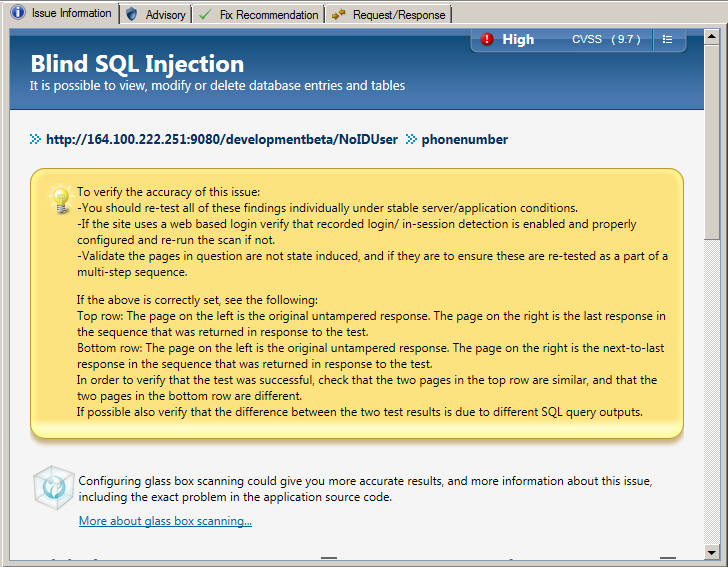 Issue Information
Advisory
Fix Recommendation
Request/Response
High
CVSS ( 9.7 )
Blind SQL Injection
It is possible to view, modify or delete database entries and tables
http://164.100.222.251:9080/developmentbeta/NoIDUser
phonenumber
To verify the accuracy of this issue:
-You should re-test all of these findings individually under stable server/application conditions.
-If the site uses a web based login verify that recorded login/ in-session detection is enabled and properly
configured and re-run the scan if not.
-Validate the pages in question are not state induced, and if they are to ensure these are re-tested as a part of a
multi-step sequence.
If the above is correctly set, see the following:
Top row: The page on the left is the original untampered response. The page on the right is the last response in
the sequence that was returned in response to the test.
Bottom row: The page on the left is the original untampered response. The page on the right is the next-to-last
response in the sequence that was returned in response to the test.
In order to verify that the test was successful, check that the two pages in the top row are similar, and that the
two pages in the bottom row are different.
If possible also verify that the difference between the two test results is due to different SQL query outputs.
Configuring glass box scanning could give you more accurate results, and more information about this issue,
including the exact problem in the application source code.
More about glass box scanning...